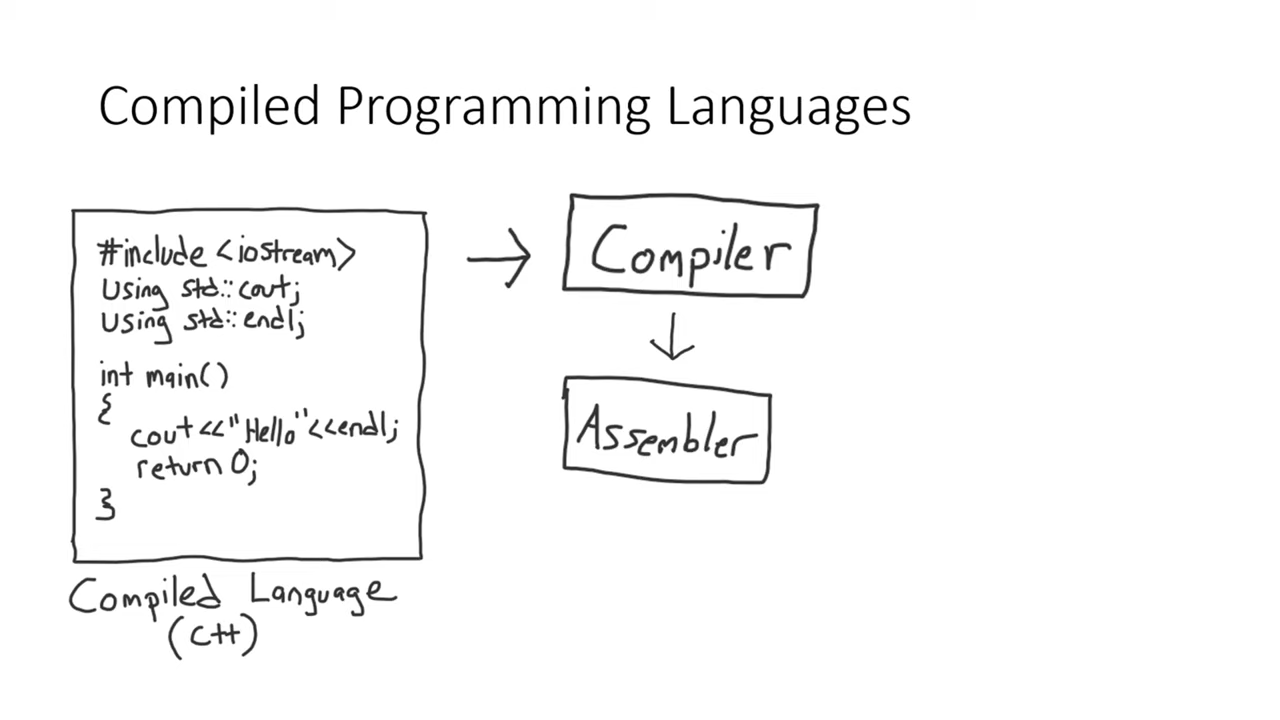 Compiled Programming Languages
#include <iostream>
Using std::cout;
Using std::endl;
int main()
{
cout<<"Hello"<<endl;
return 0;
}
Compiled Language
(C++)
Compiler
Assembler